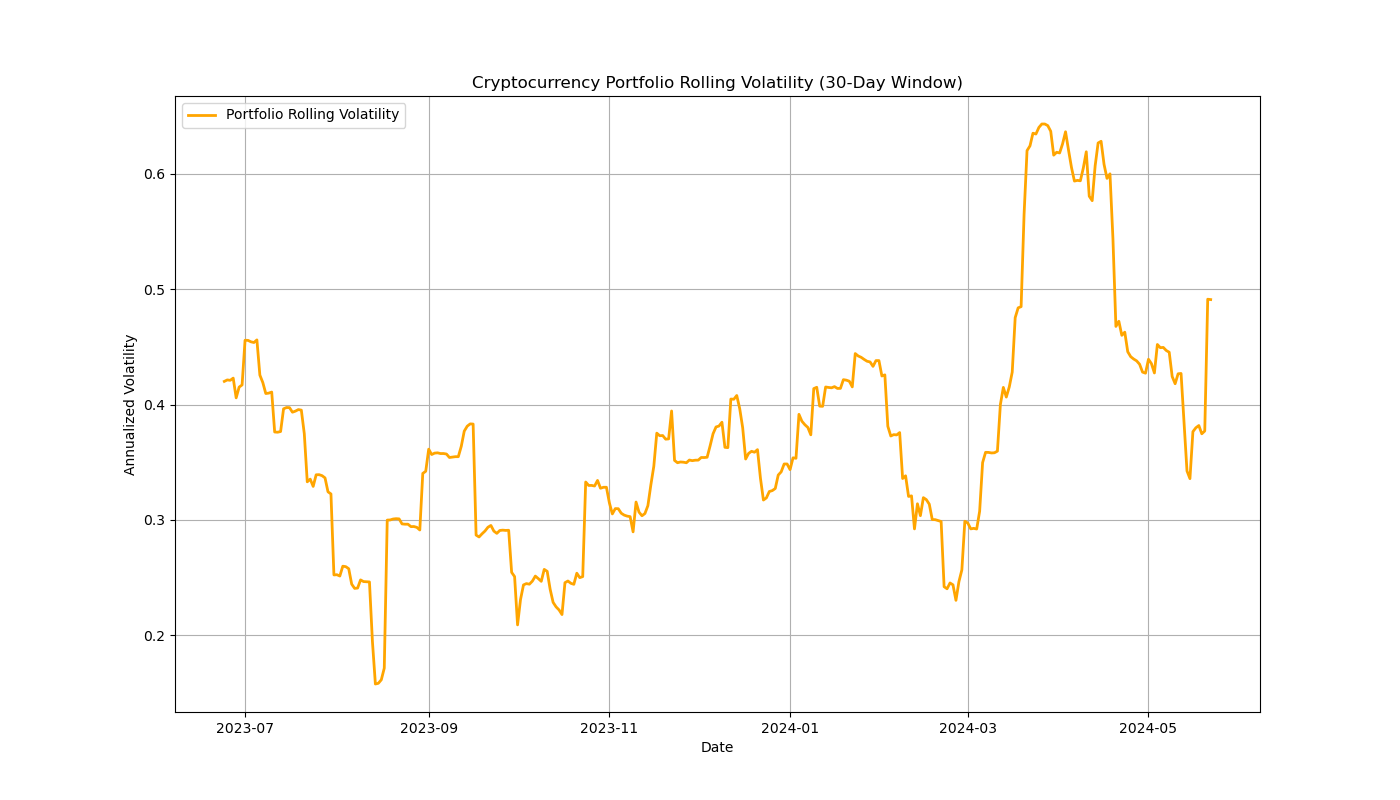 Cryptocurrency Portfolio Rolling Volatility (30-Day Window)
Portfolio Rolling Volatility
Annualized Volatility
0.6
0.5
0.4
0.3
0.2
2023-07
2023-09
2023-11
2024-01
2024-03
2024-05
Date